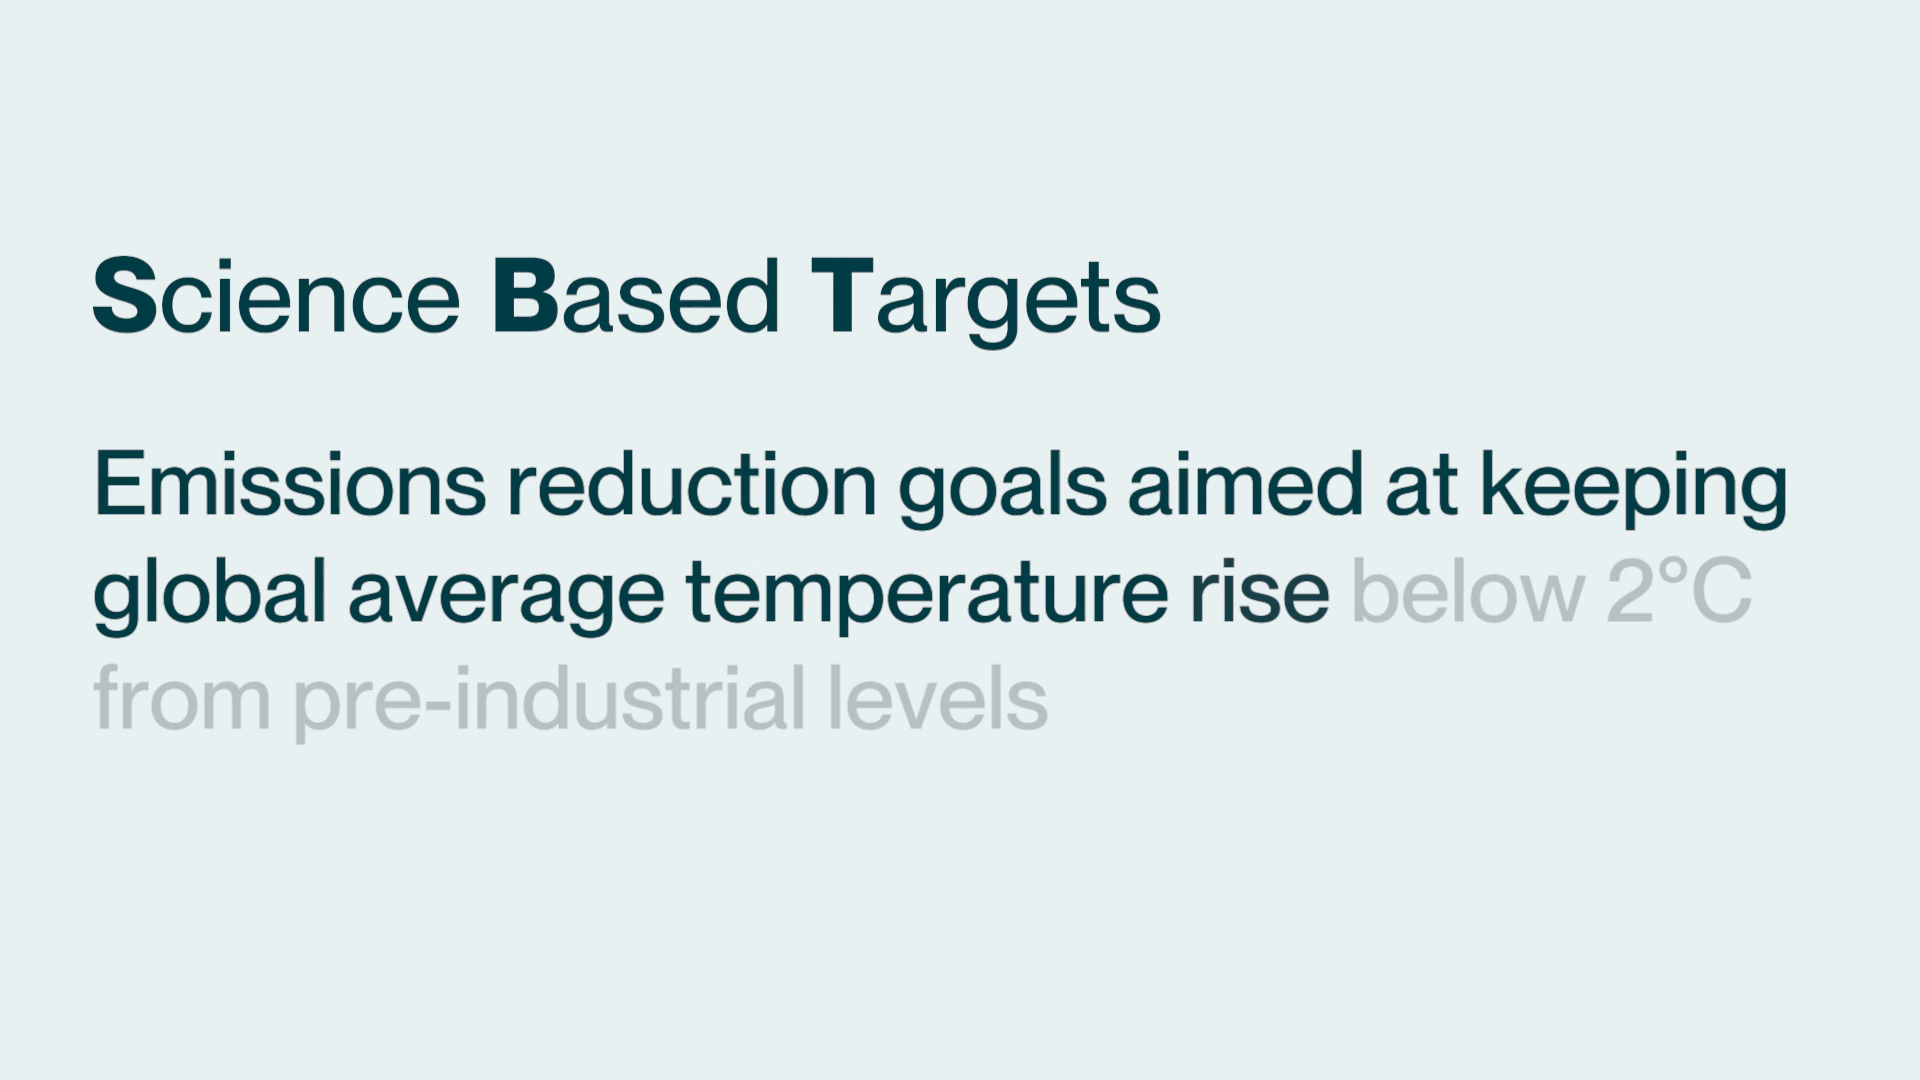 Science Based Targets
Emissions reduction goals aimed at keeping
global average temperature rise below 2°C
from pre-industrial levels